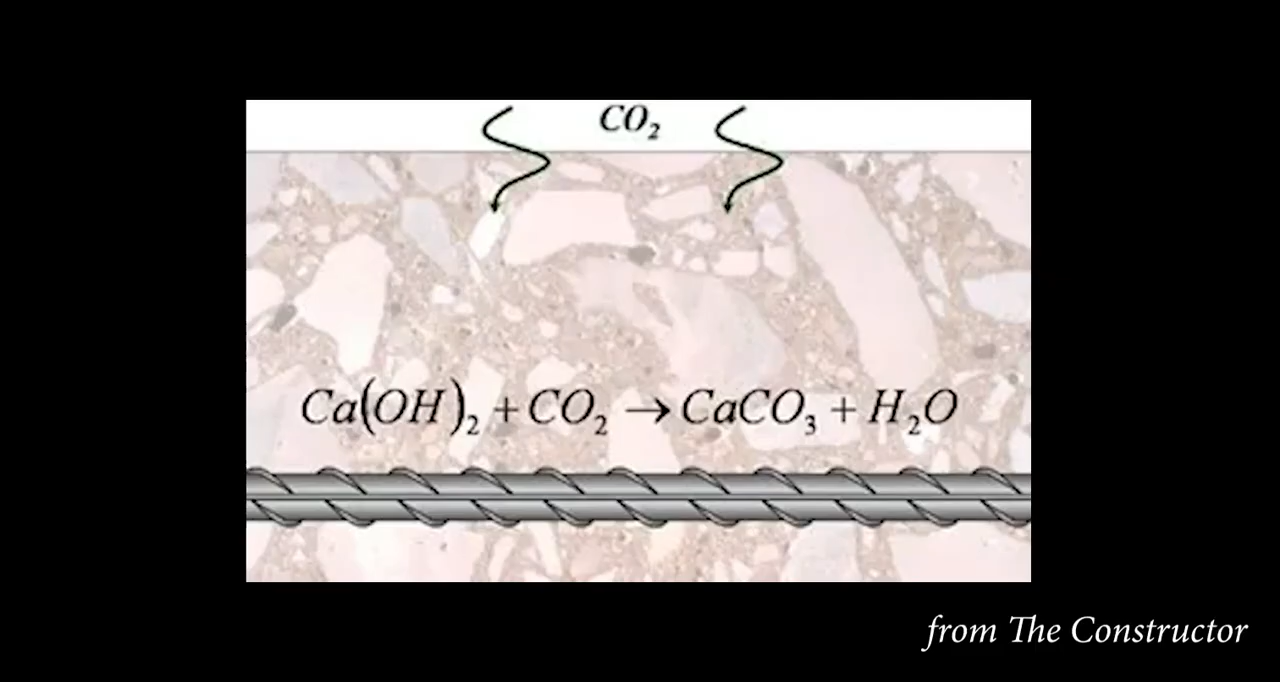 CO₂
Ca(OH)₂ + CO₂ → CaCO₃ + H₂O
from The Constructor